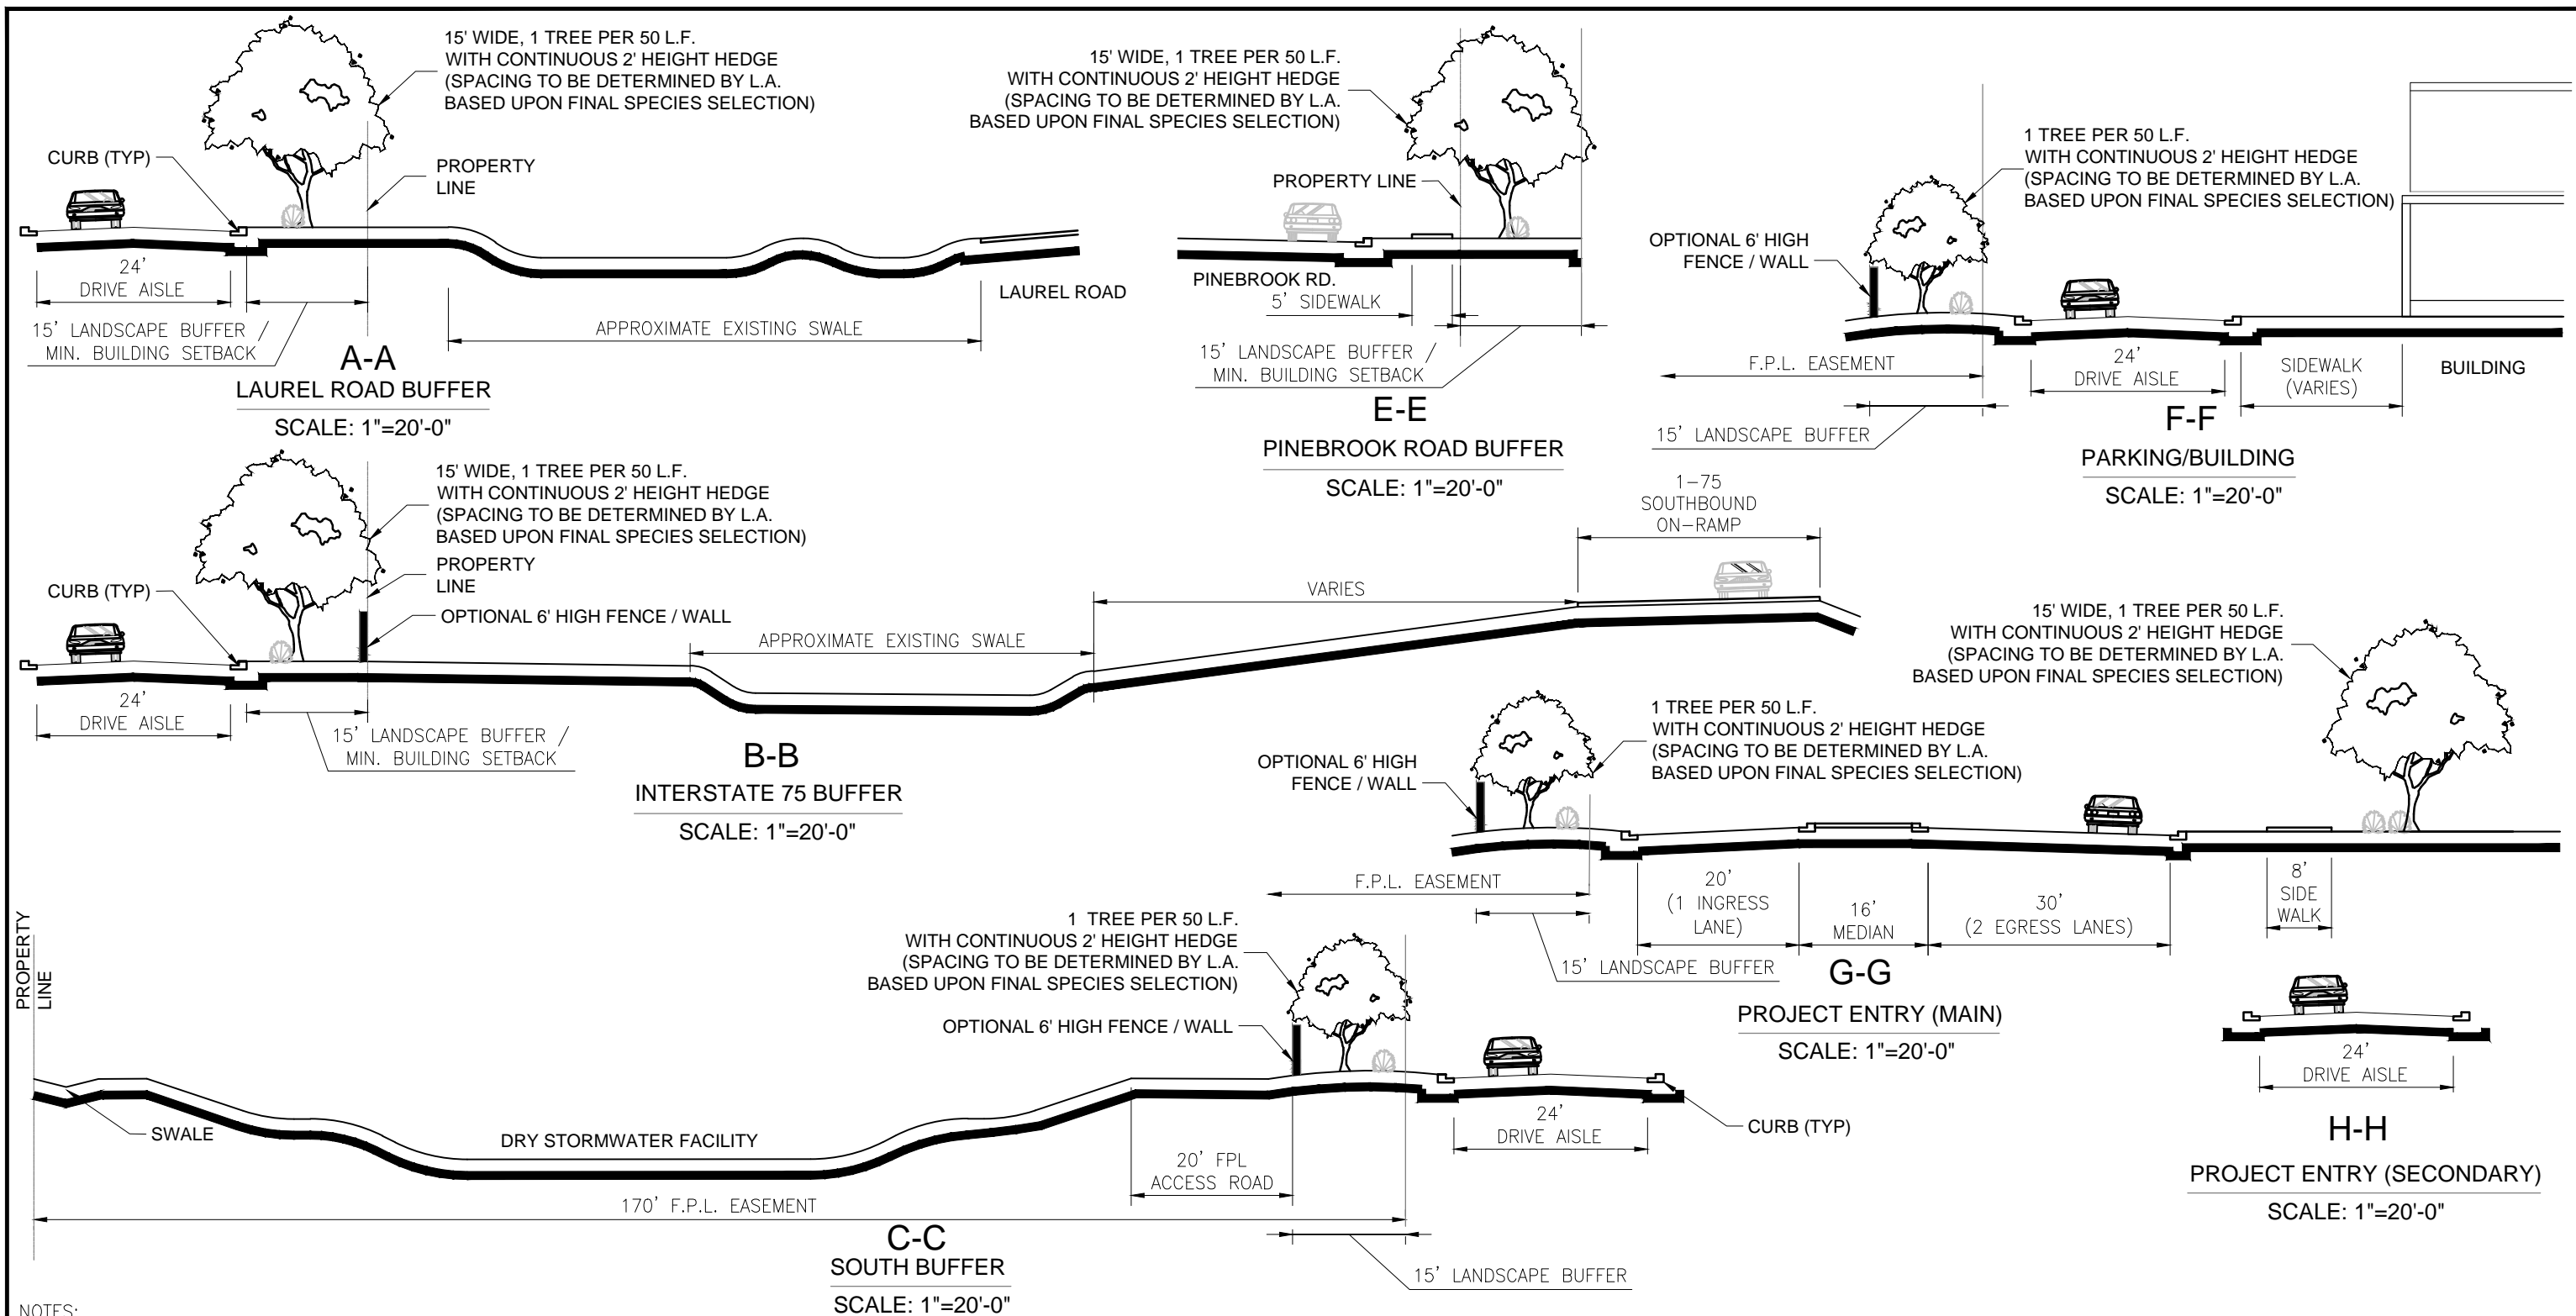 15' WIDE, 1 TREE PER 50 L.F.
WITH CONTINUOUS 2' HEIGHT HEDGE
(SPACING TO BE DETERMINED BY L.A.
BASED UPON FINAL SPECIES SELECTION)
CURB (TYP)
PROPERTY
LINE
24'
DRIVE AISLE
15' LANDSCAPE BUFFER /
MIN. BUILDING SETBACK
APPROXIMATE EXISTING SWALE
LAUREL ROAD
A-A
LAUREL ROAD BUFFER
SCALE: 1"=20'-0"
15' WIDE, 1 TREE PER 50 L.F.
WITH CONTINUOUS 2' HEIGHT HEDGE
(SPACING TO BE DETERMINED BY L.A.
BASED UPON FINAL SPECIES SELECTION)
PROPERTY LINE
PINEBROOK RD.
5' SIDEWALK
15' LANDSCAPE BUFFER /
MIN. BUILDING SETBACK
E-E
PINEBROOK ROAD BUFFER
SCALE: 1"=20'-0"
1 TREE PER 50 L.F.
WITH CONTINUOUS 2' HEIGHT HEDGE
(SPACING TO BE DETERMINED BY L.A.
BASED UPON FINAL SPECIES SELECTION)
OPTIONAL 6' HIGH
FENCE / WALL
F.P.L. EASEMENT
24'
DRIVE AISLE
SIDEWALK
(VARIES)
BUILDING
15' LANDSCAPE BUFFER
F-F
PARKING/BUILDING
SCALE: 1"=20'-0"
15' WIDE, 1 TREE PER 50 L.F.
WITH CONTINUOUS 2' HEIGHT HEDGE
(SPACING TO BE DETERMINED BY L.A.
BASED UPON FINAL SPECIES SELECTION)
PROPERTY
LINE
CURB (TYP)
OPTIONAL 6' HIGH FENCE / WALL
APPROXIMATE EXISTING SWALE
VARIES
1-75
SOUTHBOUND
ON-RAMP
24'
DRIVE AISLE
15' LANDSCAPE BUFFER /
MIN. BUILDING SETBACK
B-B
INTERSTATE 75 BUFFER
SCALE: 1"=20'-0"
15' WIDE, 1 TREE PER 50 L.F.
WITH CONTINUOUS 2' HEIGHT HEDGE
(SPACING TO BE DETERMINED BY L.A.
BASED UPON FINAL SPECIES SELECTION)
1 TREE PER 50 L.F.
WITH CONTINUOUS 2' HEIGHT HEDGE
(SPACING TO BE DETERMINED BY L.A.
BASED UPON FINAL SPECIES SELECTION)
OPTIONAL 6' HIGH
FENCE / WALL
F.P.L. EASEMENT
20'
(1 INGRESS
LANE)
16'
MEDIAN
30'
(2 EGRESS LANES)
8'
SIDE
WALK
15' LANDSCAPE BUFFER
G-G
PROJECT ENTRY (MAIN)
SCALE: 1"=20'-0"
PROPERTY
LINE
1 TREE PER 50 L.F.
WITH CONTINUOUS 2' HEIGHT HEDGE
(SPACING TO BE DETERMINED BY L.A.
BASED UPON FINAL SPECIES SELECTION)
OPTIONAL 6' HIGH FENCE / WALL
SWALE
DRY STORMWATER FACILITY
20' FPL
ACCESS ROAD
24'
DRIVE AISLE
CURB (TYP)
170' F.P.L. EASEMENT
15' LANDSCAPE BUFFER
C-C
SOUTH BUFFER
SCALE: 1"=20'-0"
24'
DRIVE AISLE
H-H
PROJECT ENTRY (SECONDARY)
SCALE: 1"=20'-0"
NOTES: